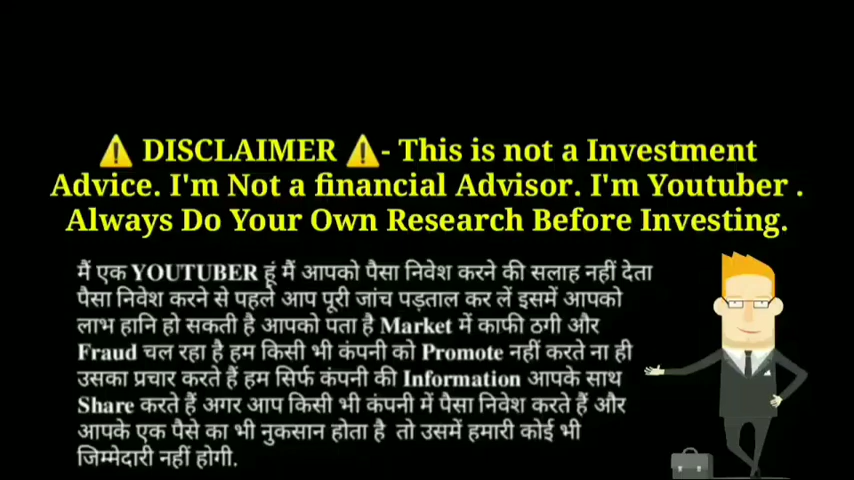 ⚠️ DISCLAIMER ⚠️- This is not a Investment
Advice. I'm Not a financial Advisor. I'm Youtuber .
Always Do Your Own Research Before Investing.
मैं एक YOUTUBER हूं मैं आपको पैसा निवेश करने की सलाह नहीं देता
पैसा निवेश करने से पहले आप पूरी जांच पड़ताल कर लें इसमें आपको
लाभ हानि हो सकती है आपको पता है Market में काफी ठगी और
Fraud चल रहा है हम किसी भी कंपनी को Promote नहीं करते ना ही
उसका प्रचार करते हैं हम सिर्फ कंपनी की Information आपके साथ
Share करते हैं अगर आप किसी भी कंपनी में पैसा निवेश करते हैं और
आपके एक पैसे का भी नुकसान होता है तो उसमें हमारी कोई भी
जिम्मेदारी नहीं होगी.